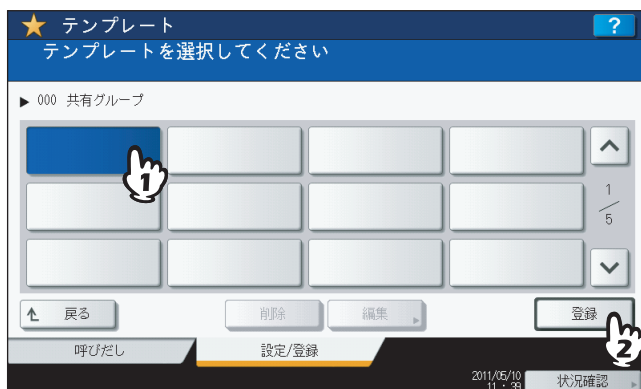 テンプレート
?
テンプレートを選択してください
000 共有グループ
1
1
5
戻る
削除
編集
登録
2
呼びだし
設定/登録
2011/05/10
11:39
状況確認